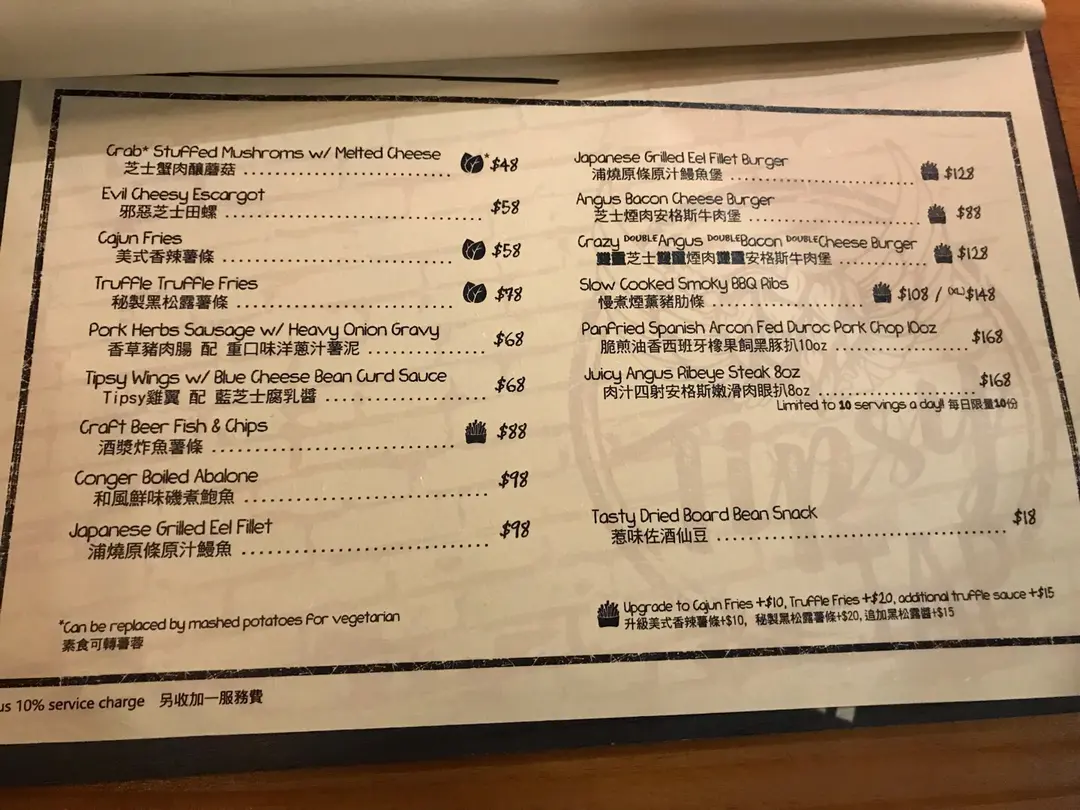 Crab* Stuffed Mushroms w/ Melted Cheese
芝士蟹肉釀蘑菇 .......... * $48
Evil Cheesy Escargot
邪惡芝士田螺 .......... $58
Cajun Fries
美式香辣薯條 .......... $58
Truffle Truffle Fries
秘製黑松露薯條 .......... $78
Pork Herbs Sausage w/ Heavy Onion Gravy
香草豬肉腸 配 重口味洋蔥汁薯泥 .......... $68
Tipsy Wings w/ Blue Cheese Bean Curd Sauce
Tipsy雞翼 配 藍芝士腐乳醬 .......... $68
Craft Beer Fish & Chips
酒漿炸魚薯條 .......... $88
Conger Boiled Abalone
和風鮮味磯煮鮑魚 .......... $98
Japanese Grilled Eel Fillet
浦燒原條原汁鰻魚 .......... $98
*Can be replaced by mashed potatoes for vegetarian
素食可轉薯蓉
Japanese Grilled Eel Fillet Burger
浦燒原條原汁鰻魚堡 .......... $128
Angus Bacon Cheese Burger
芝士煙肉安格斯牛肉堡 .......... $88
Crazy DOUBLE Angus DOUBLE Bacon DOUBLE Cheese Burger
雙重芝士雙重煙肉雙重安格斯牛肉堡 .......... $128
Slow Cooked Smoky BBQ Ribs
慢煮煙薰豬肋條 .......... $108 / (XL)$148
Panfried Spanish Arcon Fed Duroc Pork Chop 10oz
脆煎油香西班牙橡果飼黑豚扒10oz .......... $168
Juicy Angus Ribeye Steak 8oz
肉汁四射安格斯嫩滑肉眼扒8oz .......... $168
Limited to 10 servings a day!! 每日限量10份
Tasty Dried Board Bean Snack
惹味佐酒仙豆 .......... $18
Upgrade to Cajun Fries +$10, Truffle Fries +$20, additional truffle sauce +$15
升級美式香辣薯條+$10, 秘製黑松露薯條+$20, 追加黑松露醬+$15
us 10% service charge 另收加一服務費